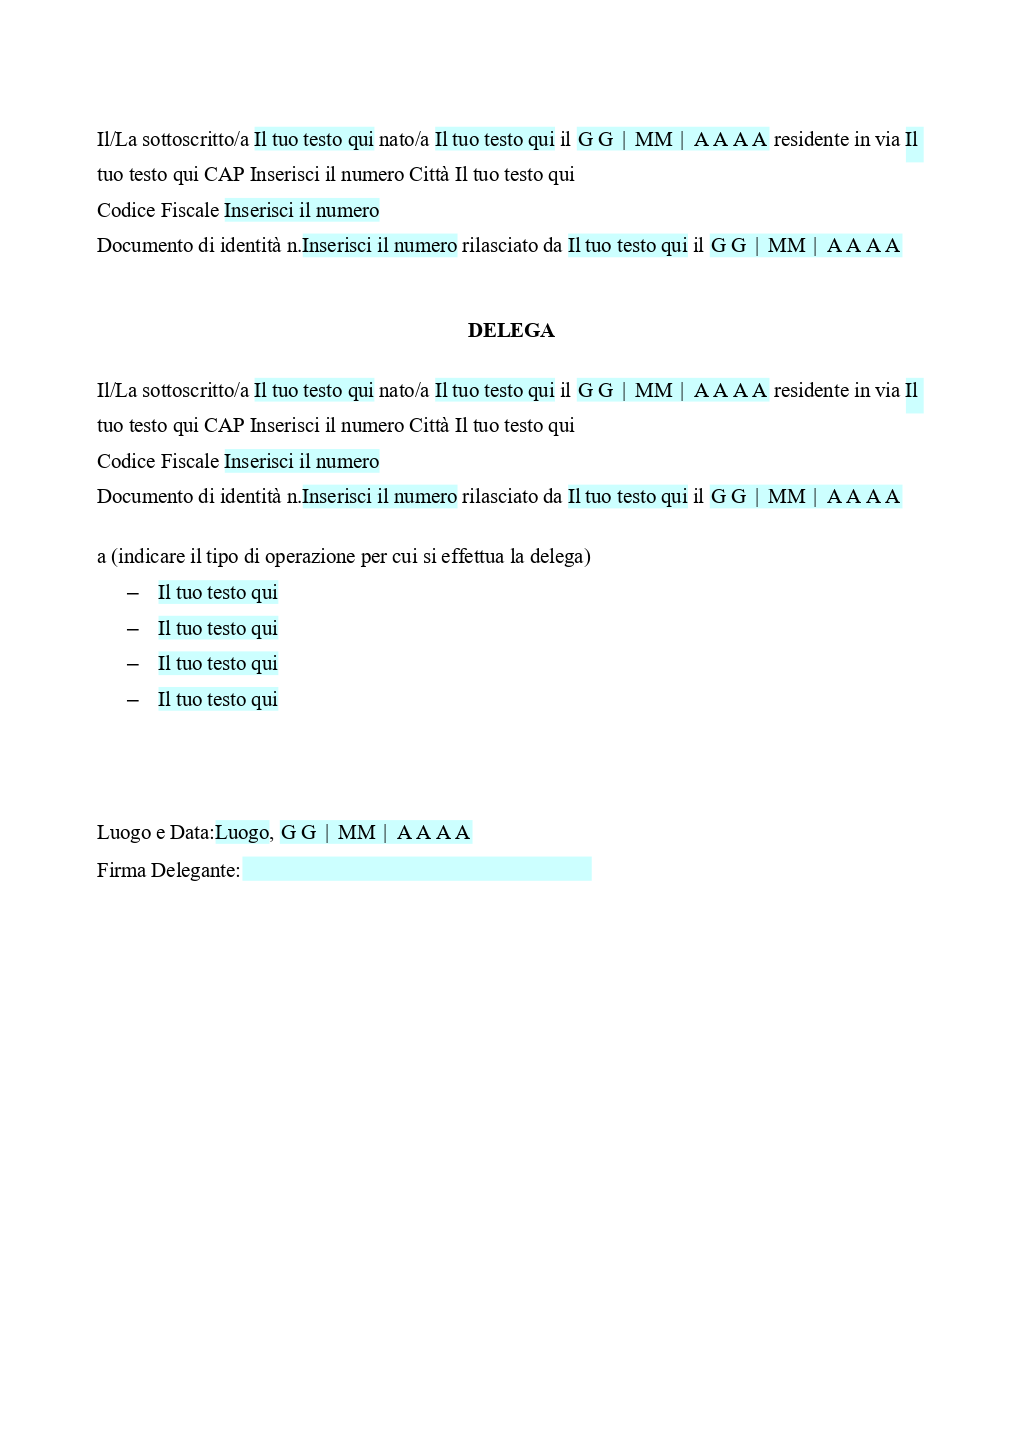 Il/La sottoscritto/a Il tuo testo qui nato/a Il tuo testo qui il G G | MM | A A A A residente in via Il
tuo testo qui CAP Inserisci il numero Città Il tuo testo qui
Codice Fiscale Inserisci il numero
Documento di identità n.Inserisci il numero rilasciato da Il tuo testo qui il G G | MM | A A A A
DELEGA
Il/La sottoscritto/a Il tuo testo qui nato/a Il tuo testo qui il G G | MM | A A A A residente in via Il
tuo testo qui CAP Inserisci il numero Città Il tuo testo qui
Codice Fiscale Inserisci il numero
Documento di identità n.Inserisci il numero rilasciato da Il tuo testo qui il G G | MM | A A A A
a (indicare il tipo di operazione per cui si effettua la delega)
– Il tuo testo qui
– Il tuo testo qui
– Il tuo testo qui
– Il tuo testo qui
Luogo e Data:Luogo, G G | MM | A A A A
Firma Delegante: